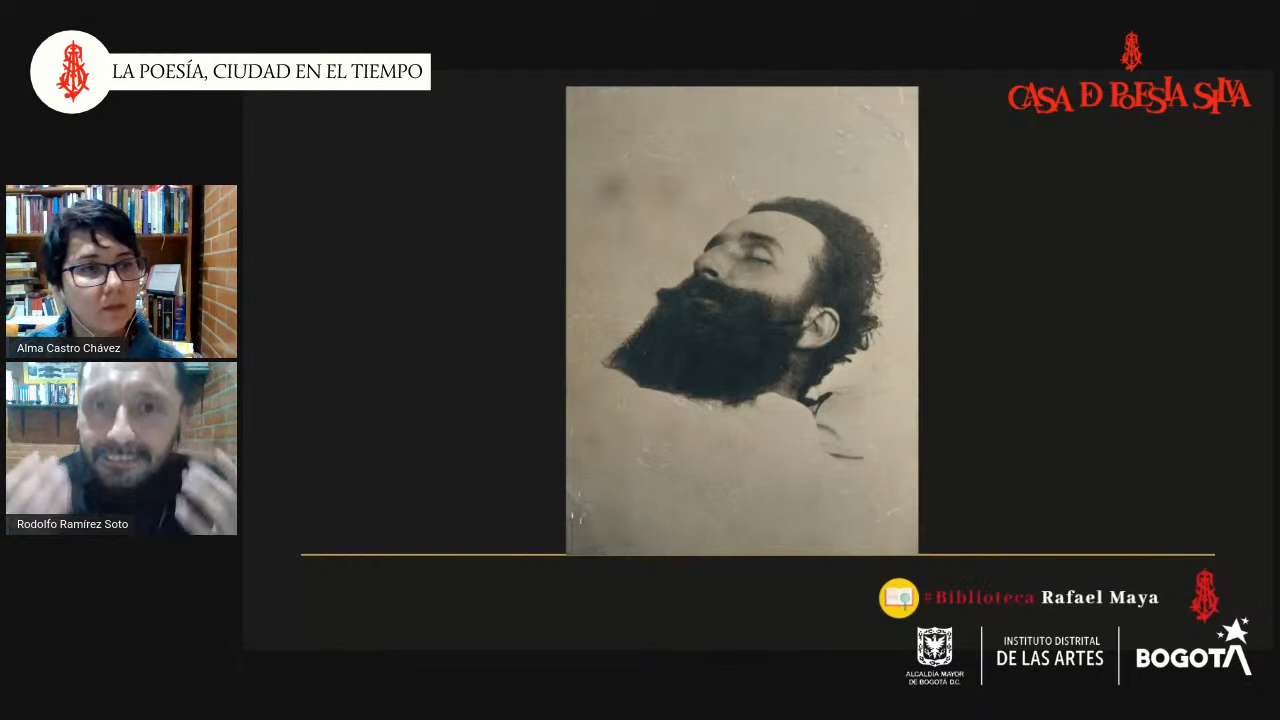 LA POESÍA, CIUDAD EN EL TIEMPO
CASA D POESIA SILVA
Alma Castro Chávez
Rodolfo Ramírez Soto
#Biblioteca Rafael Maya
ALCALDÍA MAYOR
DE BOGOTÁ D.C.
INSTITUTO DISTRITAL
DE LAS ARTES
BOGOTÁ